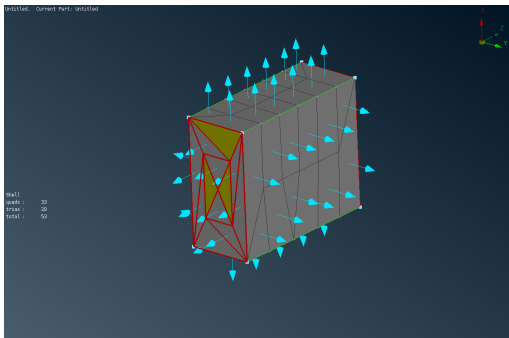 Untitled. Current Part: Untitled
Shell
quads : 33
trias : 20
total : 53